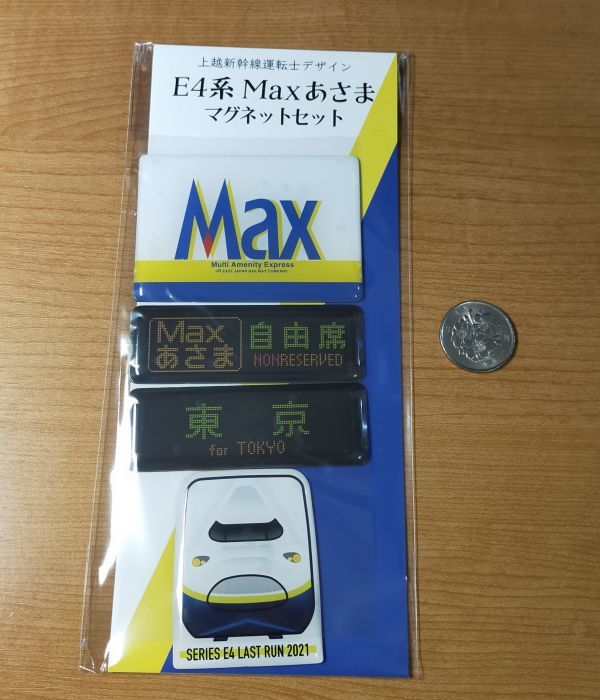 上越新幹線運転士デザイン
E4系 Maxあさま
マグネットセット
Max
Multi Amenity Express
JR EAST JAPAN RAILWAY COMPANY
Max
あさま
自由席
NONRESERVED
東京
for TOKYO
SERIES E4 LAST RUN 2021